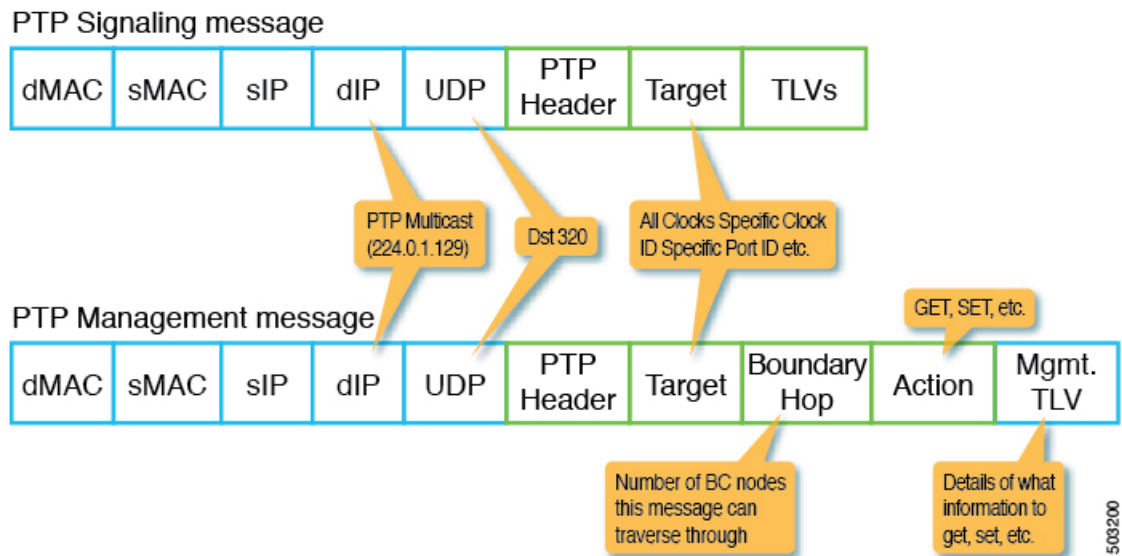 PTP Signaling message
dMAC sMAC sIP dIP UDP PTP Header Target TLVs
PTP Multicast
(224.0.1.129)
Dst 320
All Clocks Specific Clock
ID Specific Port ID etc.
PTP Management message
GET, SET, etc.
dMAC sMAC sIP dIP UDP PTP Header Target Boundary Hop Action Mgmt. TLV
Number of BC nodes
this message can
traverse through
Details of what
information to
get, set, etc.
503200